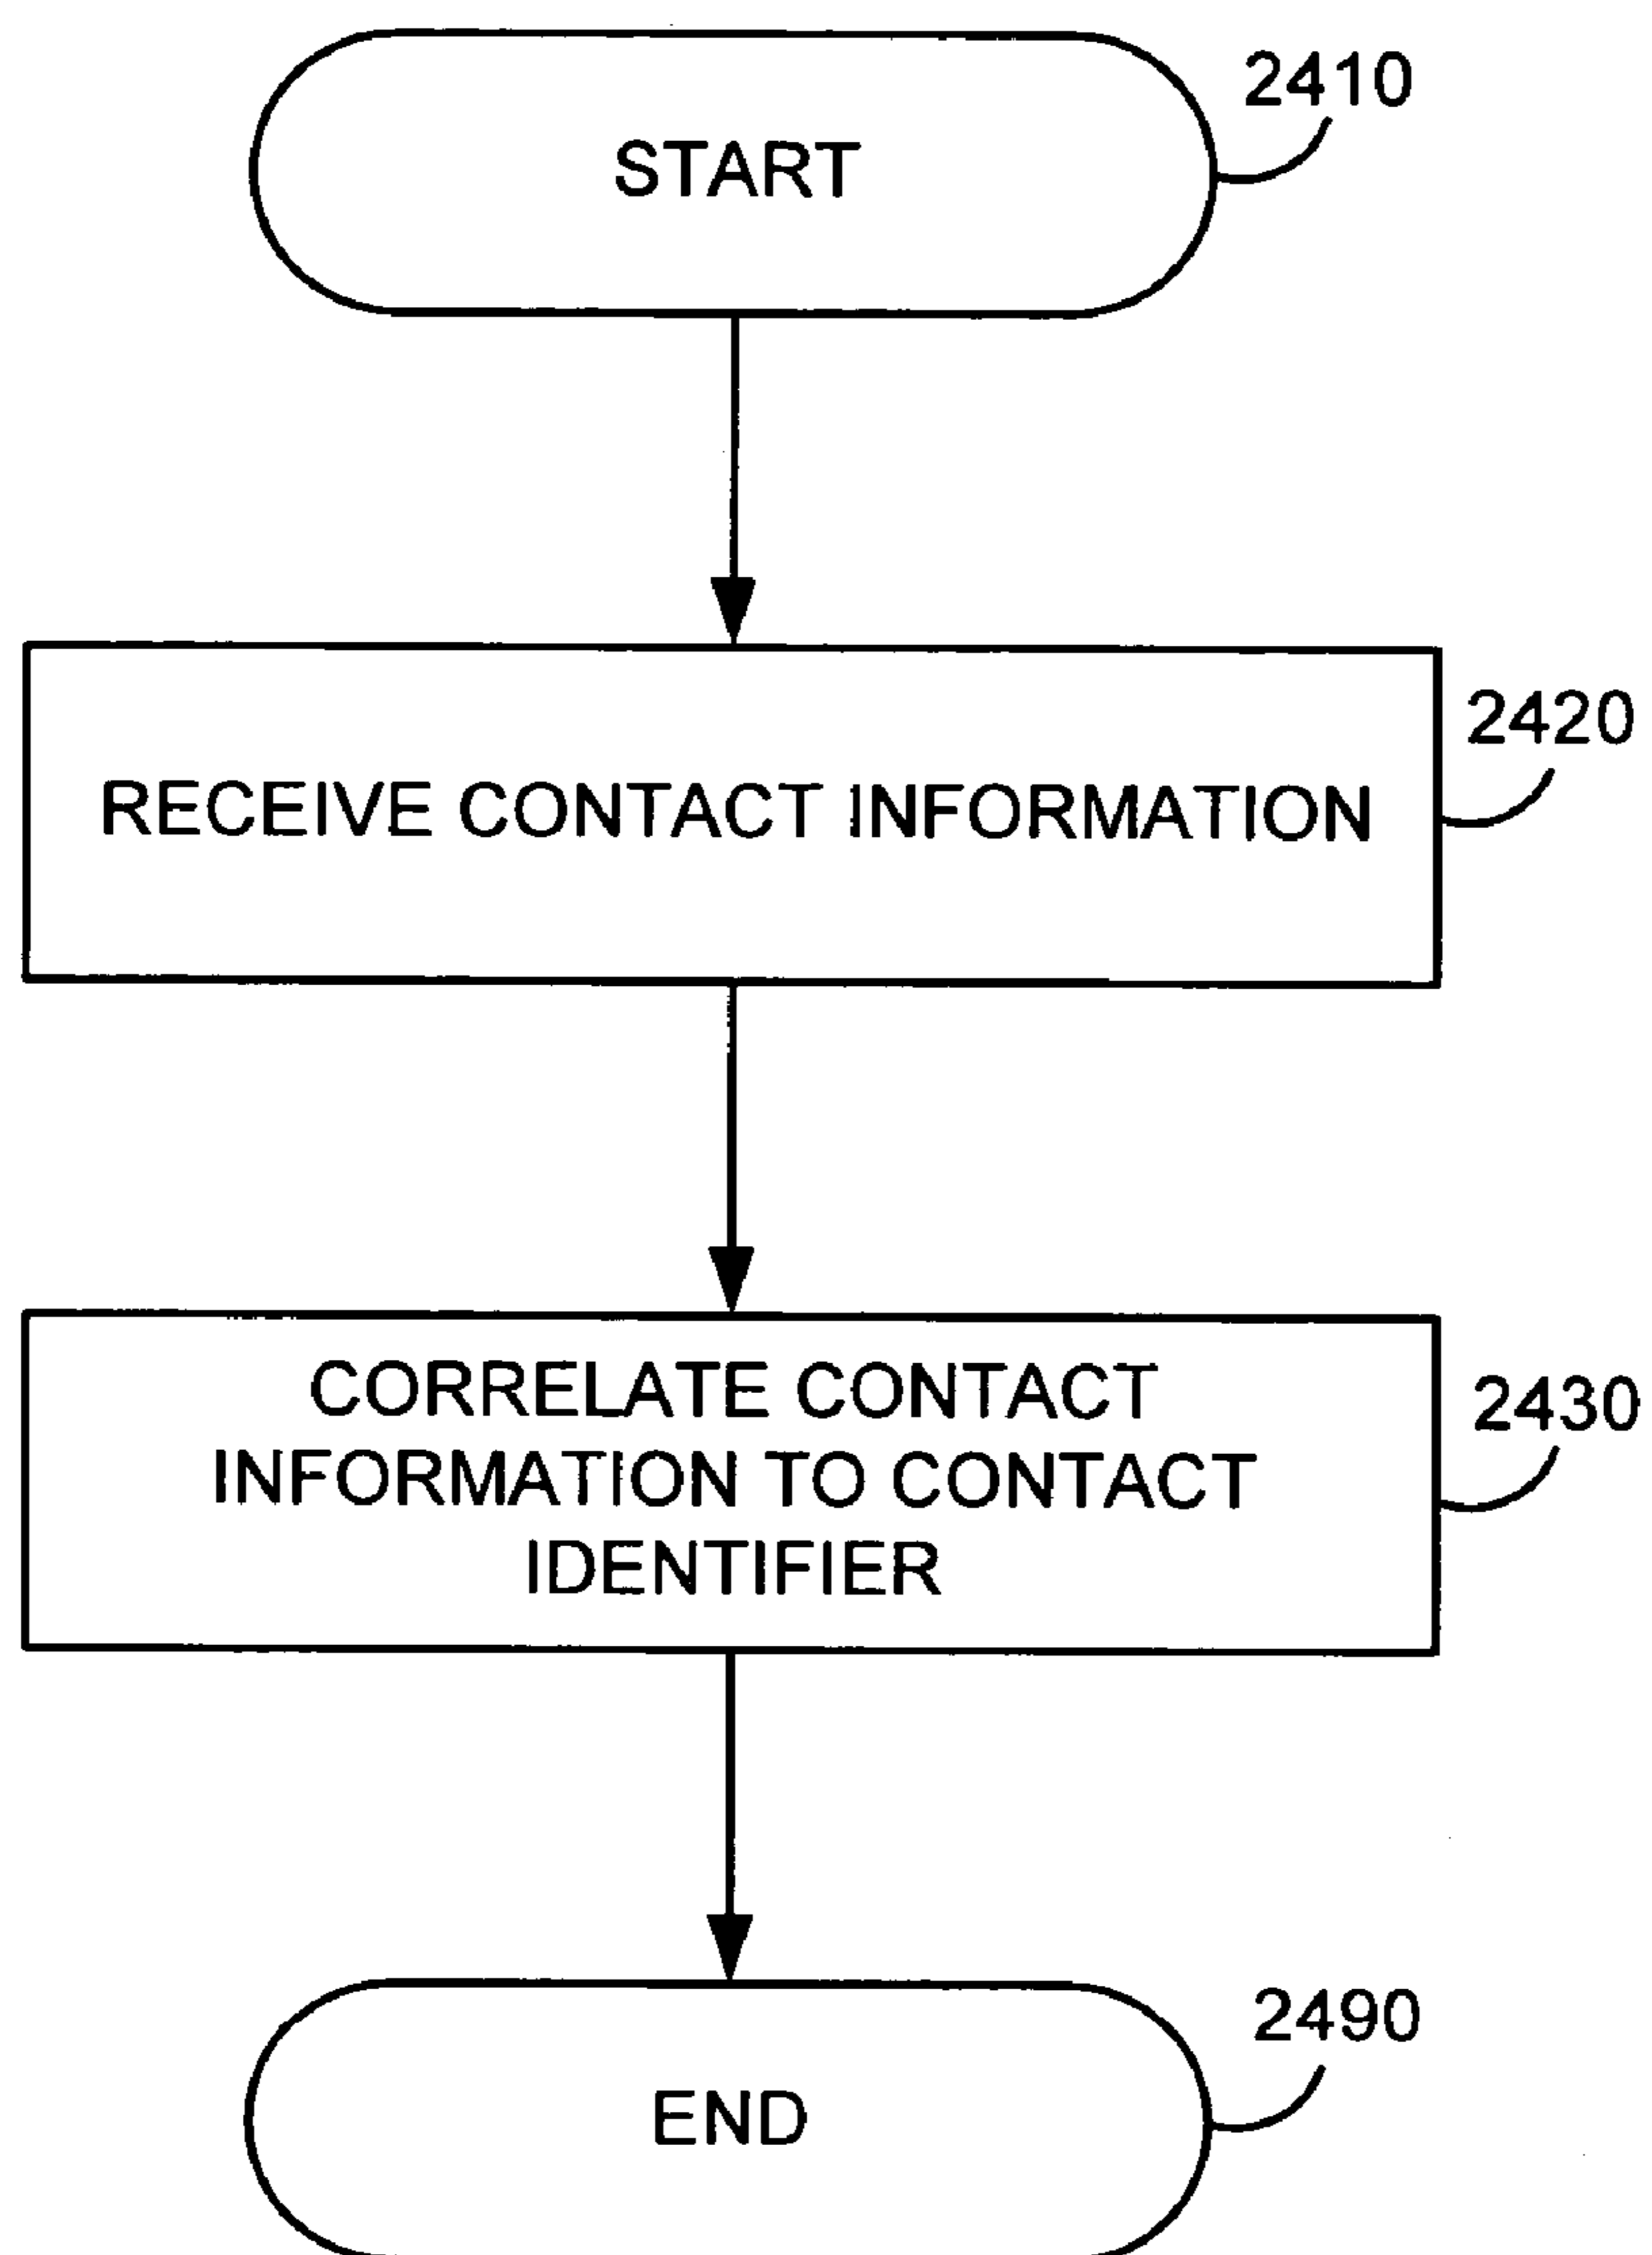 2410
START
2420
RECEIVE CONTACT INFORMATION
2430
CORRELATE CONTACT
INFORMATION TO CONTACT
IDENTIFIER
2490
END